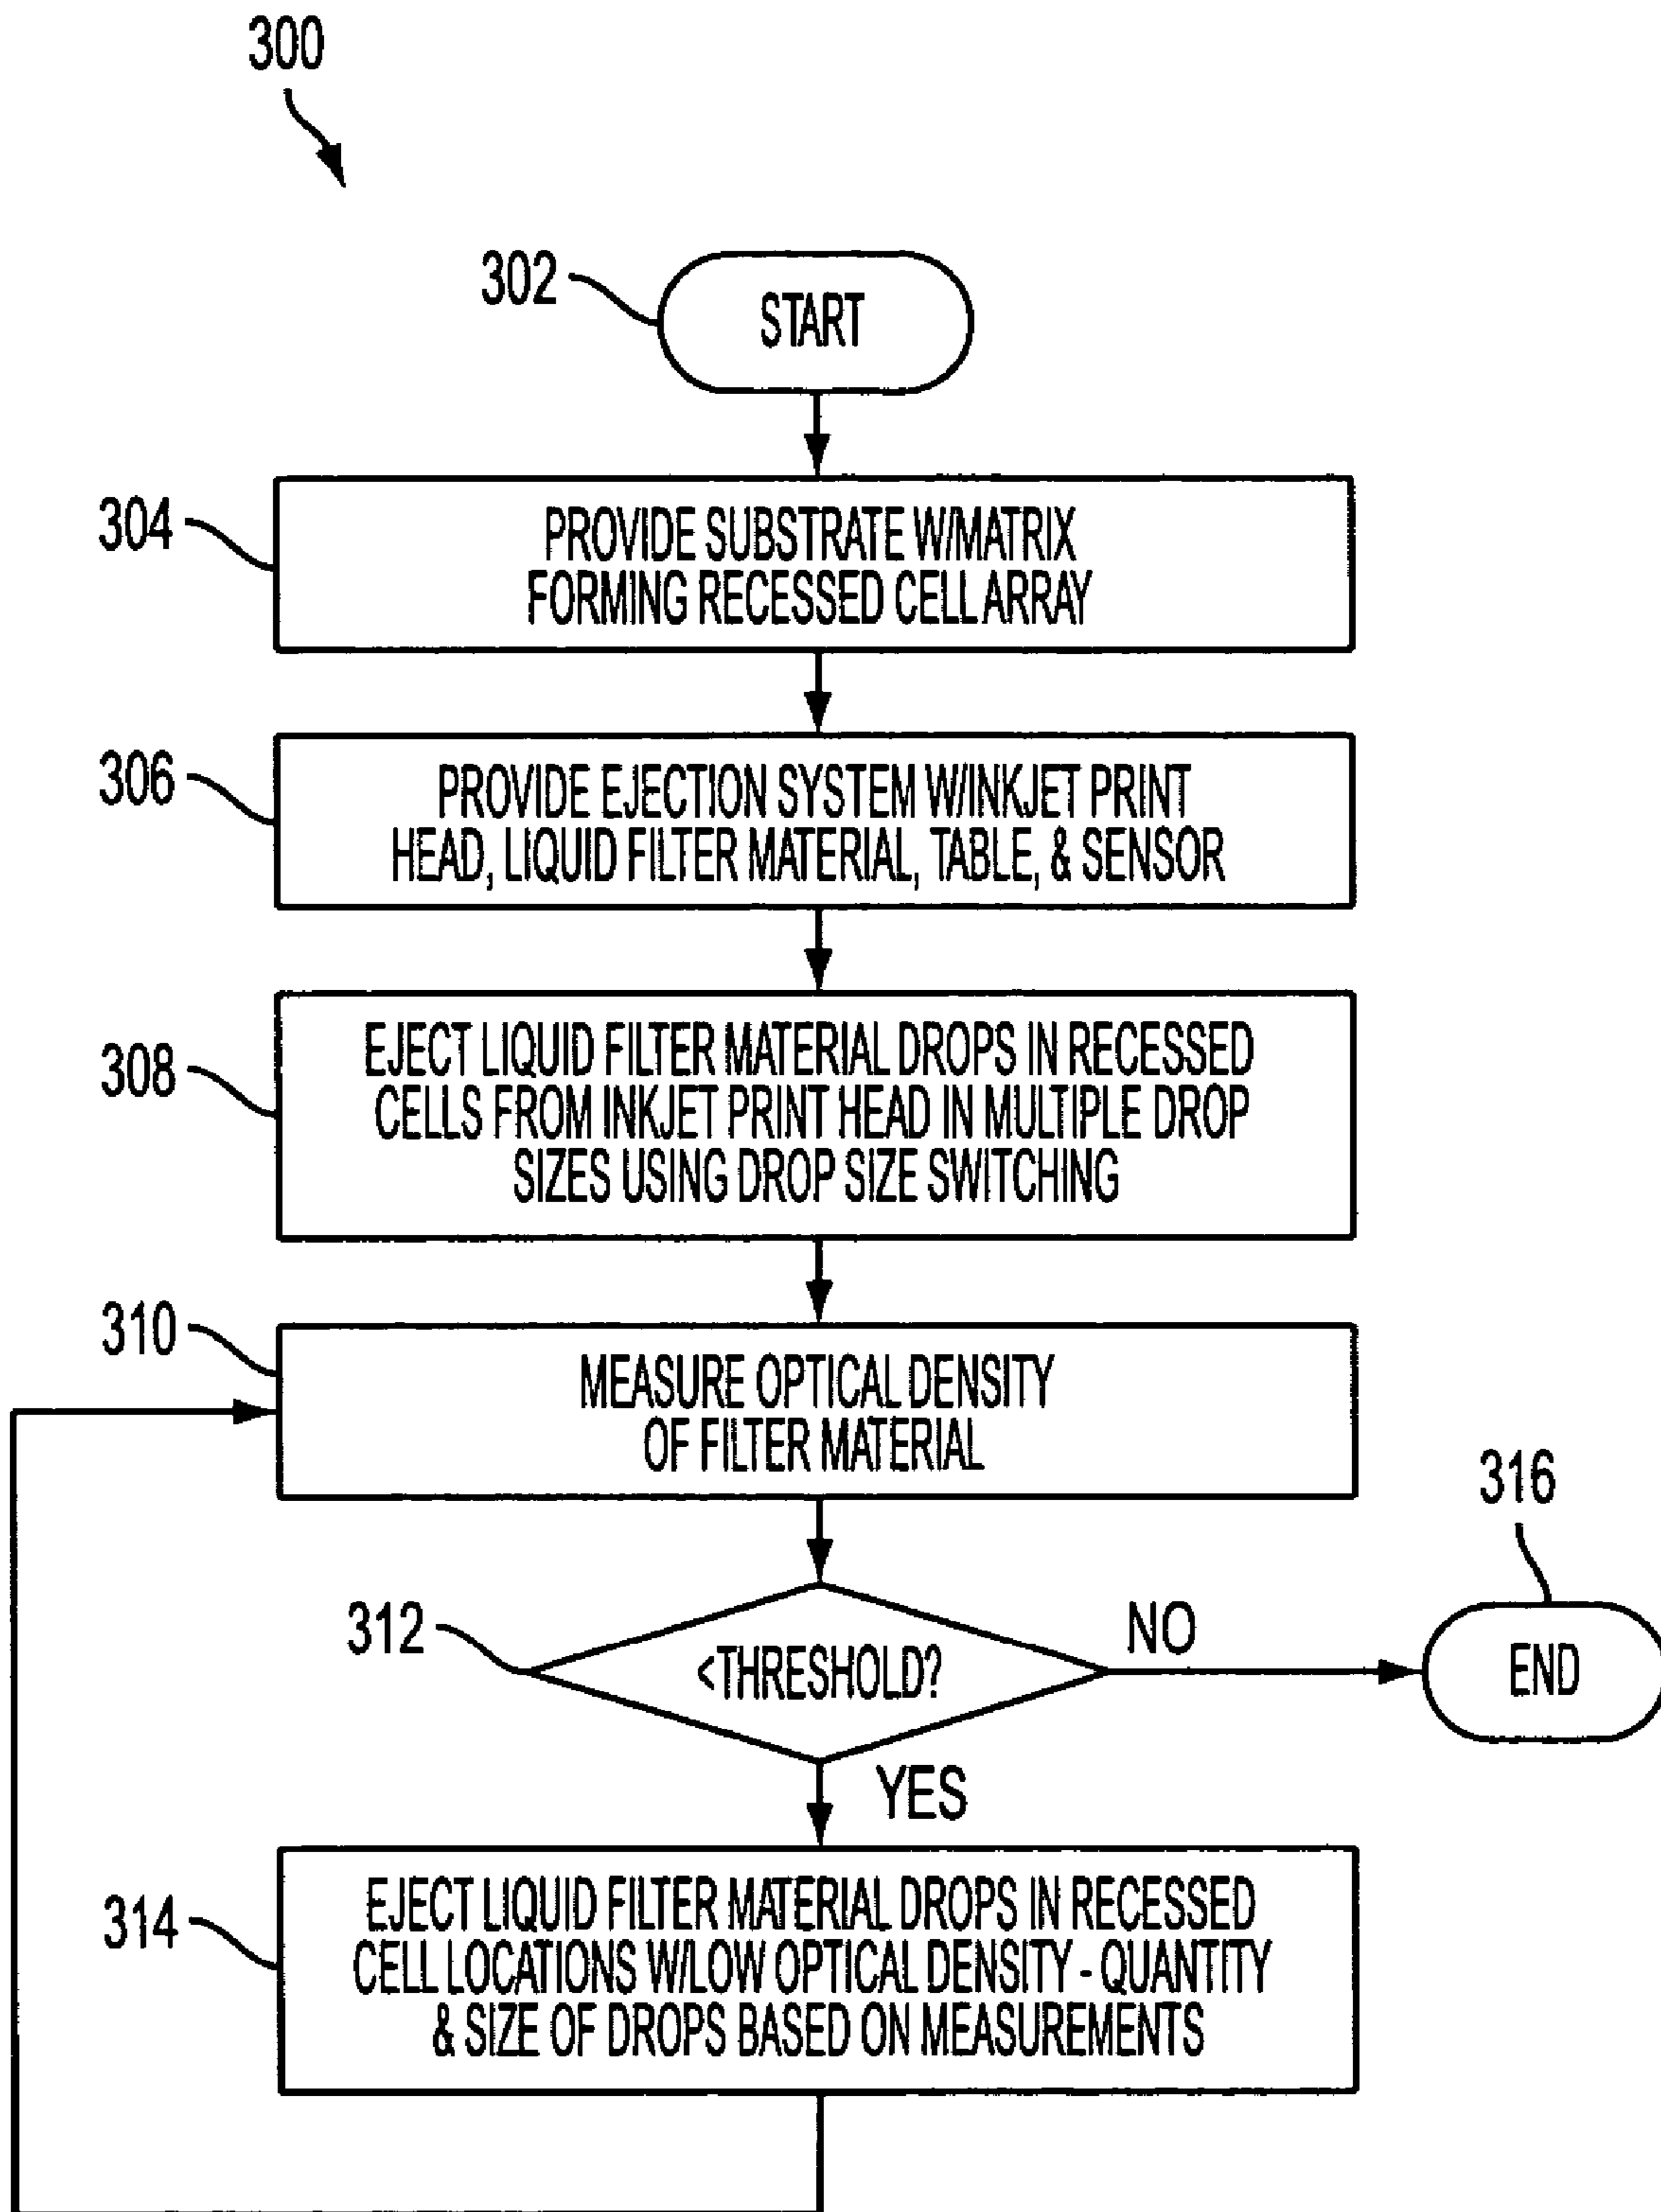 300
302
START
304
PROVIDE SUBSTRATE W/MATRIX
FORMING RECESSED CELL ARRAY
306
PROVIDE EJECTION SYSTEM W/INKJET PRINT
HEAD, LIQUID FILTER MATERIAL, TABLE, & SENSOR
308
EJECT LIQUID FILTER MATERIAL DROPS IN RECESSED
CELLS FROM INKJET PRINT HEAD IN MULTIPLE DROP
SIZES USING DROP SIZE SWITCHING
310
MEASURE OPTICAL DENSITY
OF FILTER MATERIAL
312
<THRESHOLD?
NO
316
END
YES
314
EJECT LIQUID FILTER MATERIAL DROPS IN RECESSED
CELL LOCATIONS W/LOW OPTICAL DENSITY - QUANTITY
& SIZE OF DROPS BASED ON MEASUREMENTS